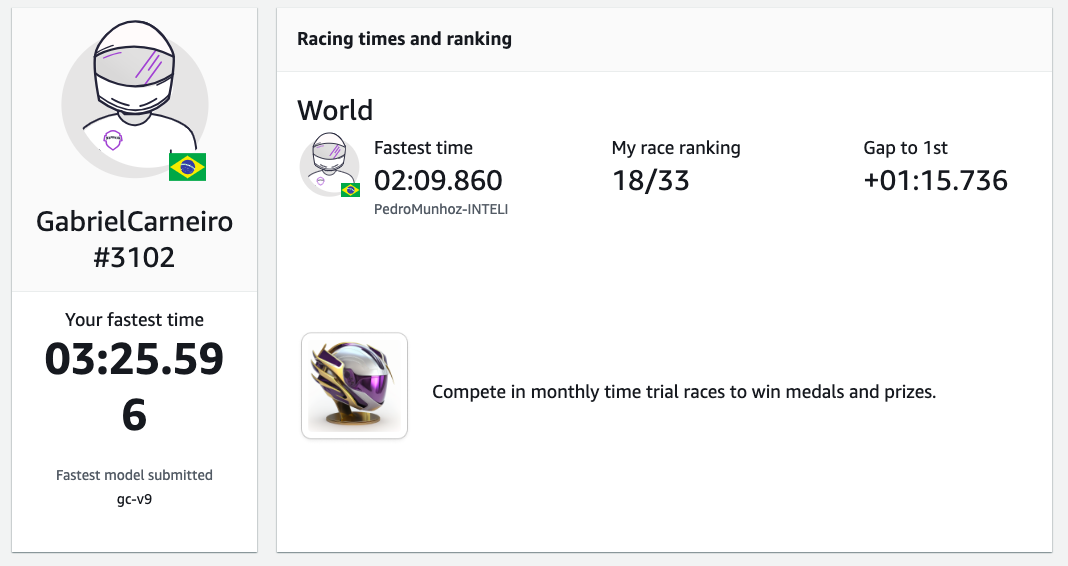 GabrielCarneiro
#3102
Your fastest time
03:25.59
6
Fastest model submitted
gc-v9
Racing times and ranking
World
Fastest time
02:09.860
PedroMunhoz-INTELI
My race ranking
18/33
Gap to 1st
+01:15.736
Compete in monthly time trial races to win medals and prizes.